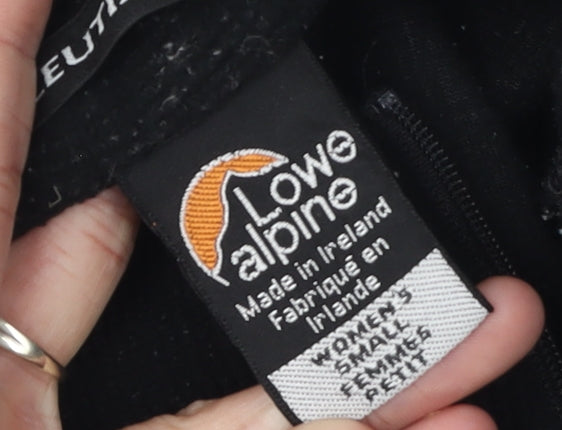 Lowe
alpine
Made in Ireland
Fabriqué en
Irlande
WOMEN'S
SMALL
FEMMES
PETIT